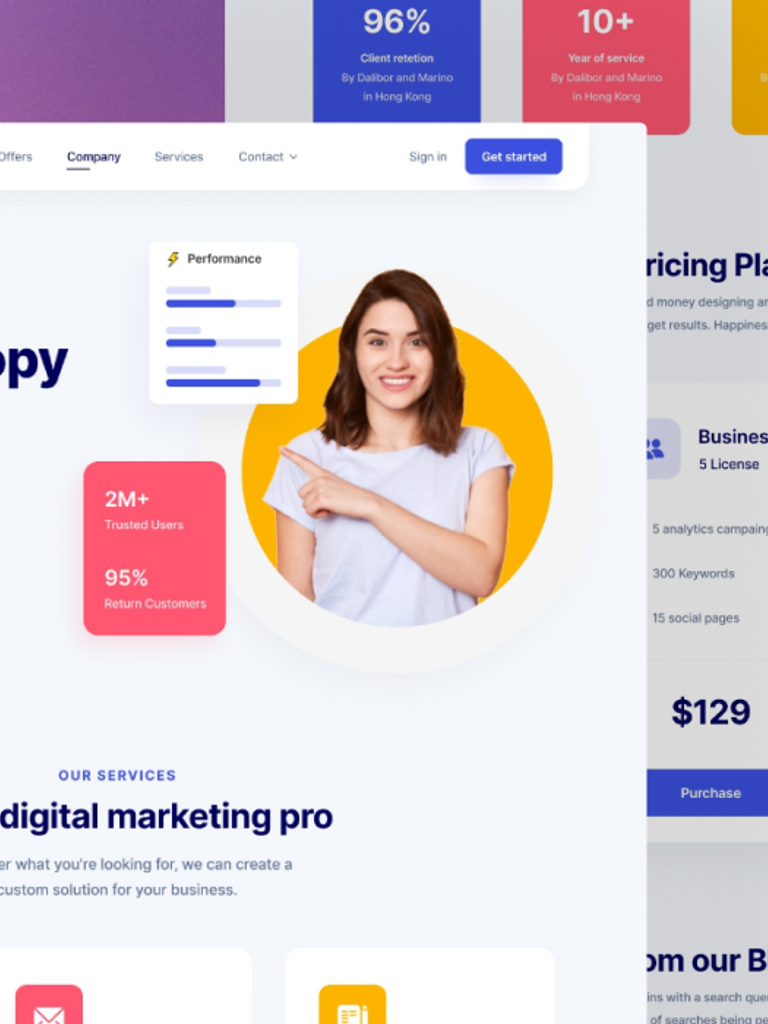 96%
Client retetion
By Dalibor and Marino
in Hong Kong
10+
Year of service
By Dalibor and Marino
in Hong Kong
B
Offers
Company
Services
Contact
Sign in
Get started
Performance
opy
2M+
Trusted Users
95%
Return Customers
OUR SERVICES
digital marketing pro
er what you're looking for, we can create a
custom solution for your business.
ricing Pla
d money designing an
get results. Happines
Busines
5 License
5 analytics campaing
300 Keywords
15 social pages
$129
Purchase
om our B
ins with a search que
of searches being pe